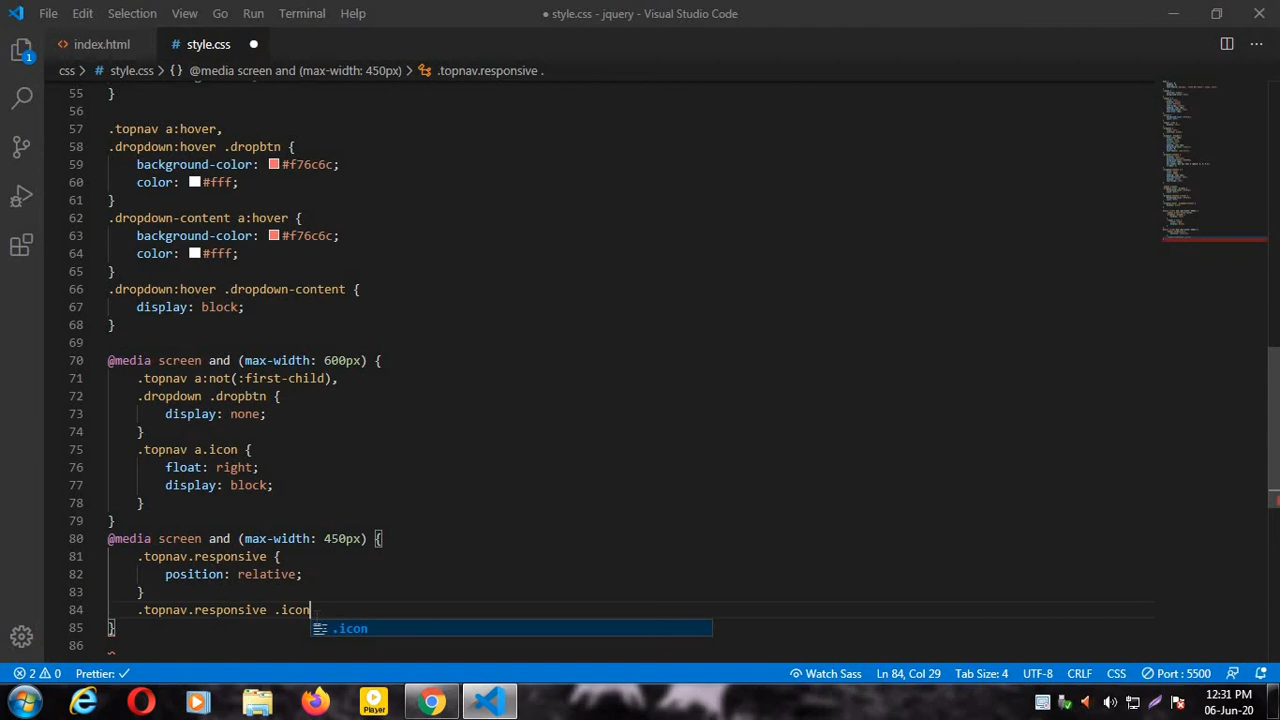 File Edit Selection View Go Run Terminal Help
● style.css - jquery - Visual Studio Code
1
<> index.html
# style.css ●
css > # style.css > {} @media screen and (max-width: 450px) > .topnav.responsive .
55 }
56
57 .topnav a:hover,
58 .dropdown:hover .dropbtn {
59 background-color: #f76c6c;
60 color: #fff;
61 }
62 .dropdown-content a:hover {
63 background-color: #f76c6c;
64 color: #fff;
65 }
66 .dropdown:hover .dropdown-content {
67 display: block;
68 }
69
70 @media screen and (max-width: 600px) {
71 .topnav a:not(:first-child),
72 .dropdown .dropbtn {
73 display: none;
74 }
75 .topnav a.icon {
76 float: right;
77 display: block;
78 }
79 }
80 @media screen and (max-width: 450px) {
81 .topnav.responsive {
82 position: relative;
83 }
84 .topnav.responsive .icon
.icon
85 }
86
2 0 Prettier: ✓
Watch Sass Ln 84, Col 29 Tab Size: 4 UTF-8 CRLF CSS Port : 5500
Player
12:31 PM
06-Jun-20